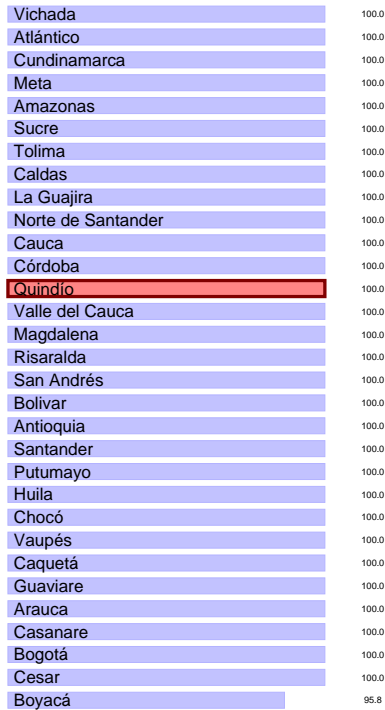 Vichada 100.0
Atlántico 100.0
Cundinamarca 100.0
Meta 100.0
Amazonas 100.0
Sucre 100.0
Tolima 100.0
Caldas 100.0
La Guajira 100.0
Norte de Santander 100.0
Cauca 100.0
Córdoba 100.0
Quindío 100.0
Valle del Cauca 100.0
Magdalena 100.0
Risaralda 100.0
San Andrés 100.0
Bolivar 100.0
Antioquia 100.0
Santander 100.0
Putumayo 100.0
Huila 100.0
Chocó 100.0
Vaupés 100.0
Caquetá 100.0
Guaviare 100.0
Arauca 100.0
Casanare 100.0
Bogotá 100.0
Cesar 100.0
Boyacá 95.8